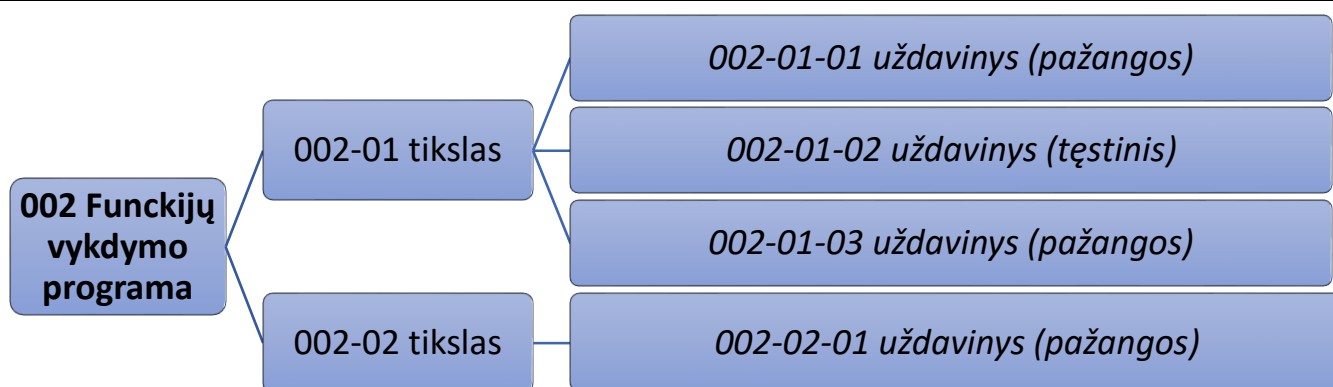 002 Funckijų
vykdymo
programa
002-01 tikslas
002-01-01 uždavinys (pažangos)
002-01-02 uždavinys (tęstinis)
002-01-03 uždavinys (pažangos)
002-02 tikslas
002-02-01 uždavinys (pažangos)